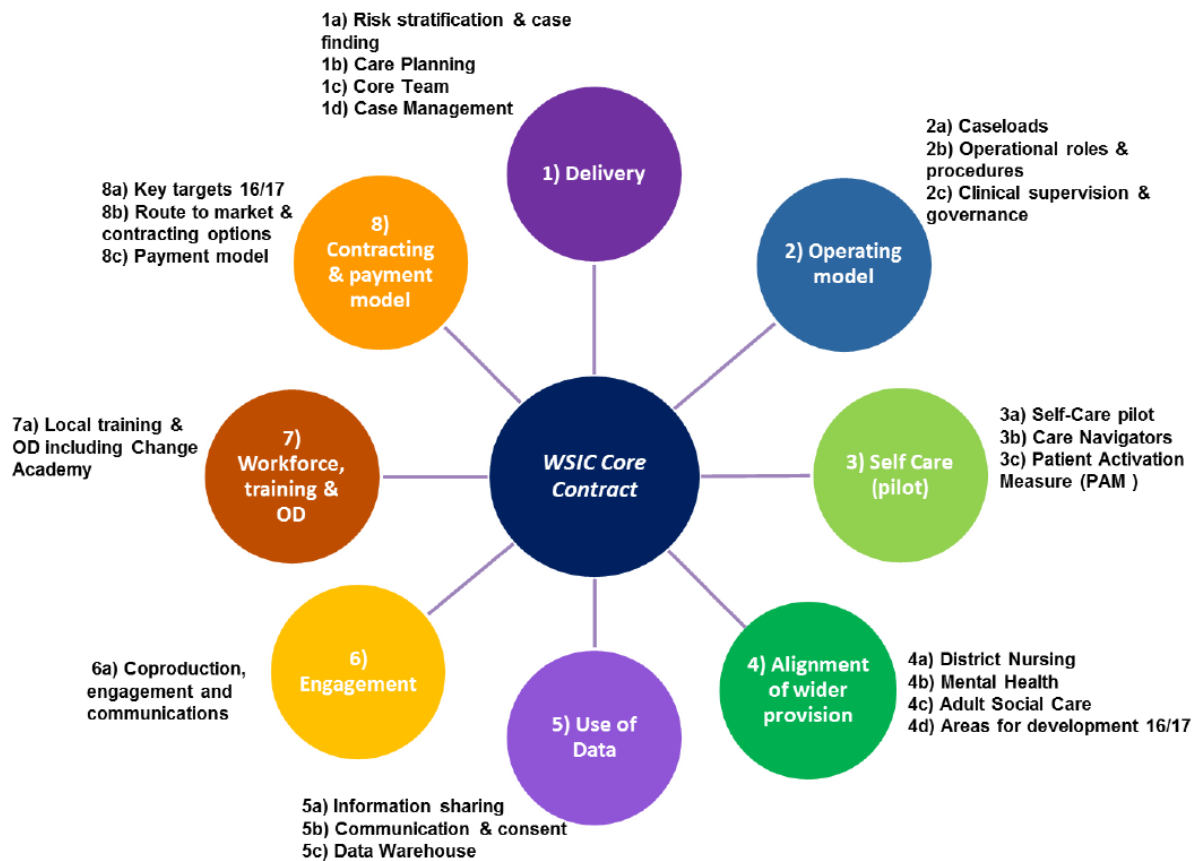 1a) Risk stratification & case
finding
1b) Care Planning
1c) Core Team
1d) Case Management
1) Delivery
2a) Caseloads
2b) Operational roles &
procedures
2c) Clinical supervision &
governance
2) Operating
model
3a) Self-Care pilot
3b) Care Navigators
3c) Patient Activation
Measure (PAM )
3) Self Care
(pilot)
4) Alignment
of wider
provision
4a) District Nursing
4b) Mental Health
4c) Adult Social Care
4d) Areas for development 16/17
5) Use of
Data
5a) Information sharing
5b) Communication & consent
5c) Data Warehouse
6)
Engagement
6a) Coproduction,
engagement and
communications
7)
Workforce,
training &
OD
7a) Local training &
OD including Change
Academy
8)
Contracting
& payment
model
8a) Key targets 16/17
8b) Route to market &
contracting options
8c) Payment model
WSIC Core
Contract